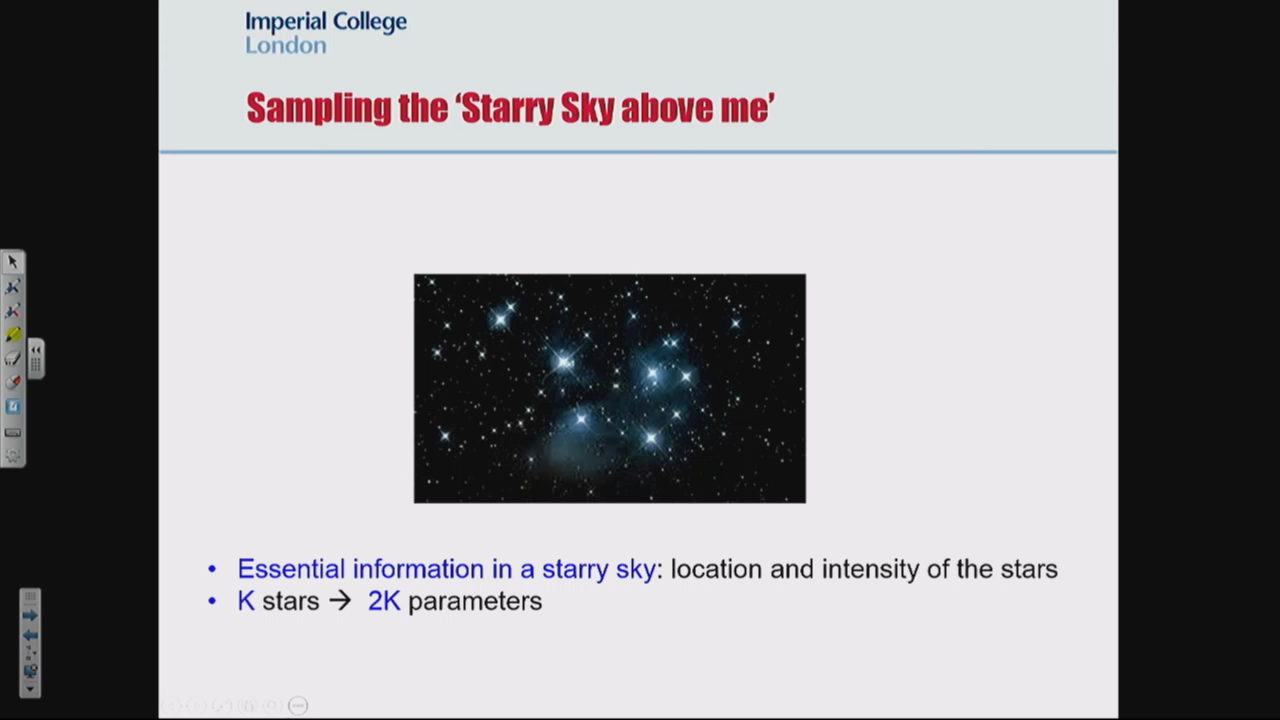 Imperial College
London
Sampling the ‘Starry Sky above me’
• Essential information in a starry sky: location and intensity of the stars
• K stars → 2K parameters